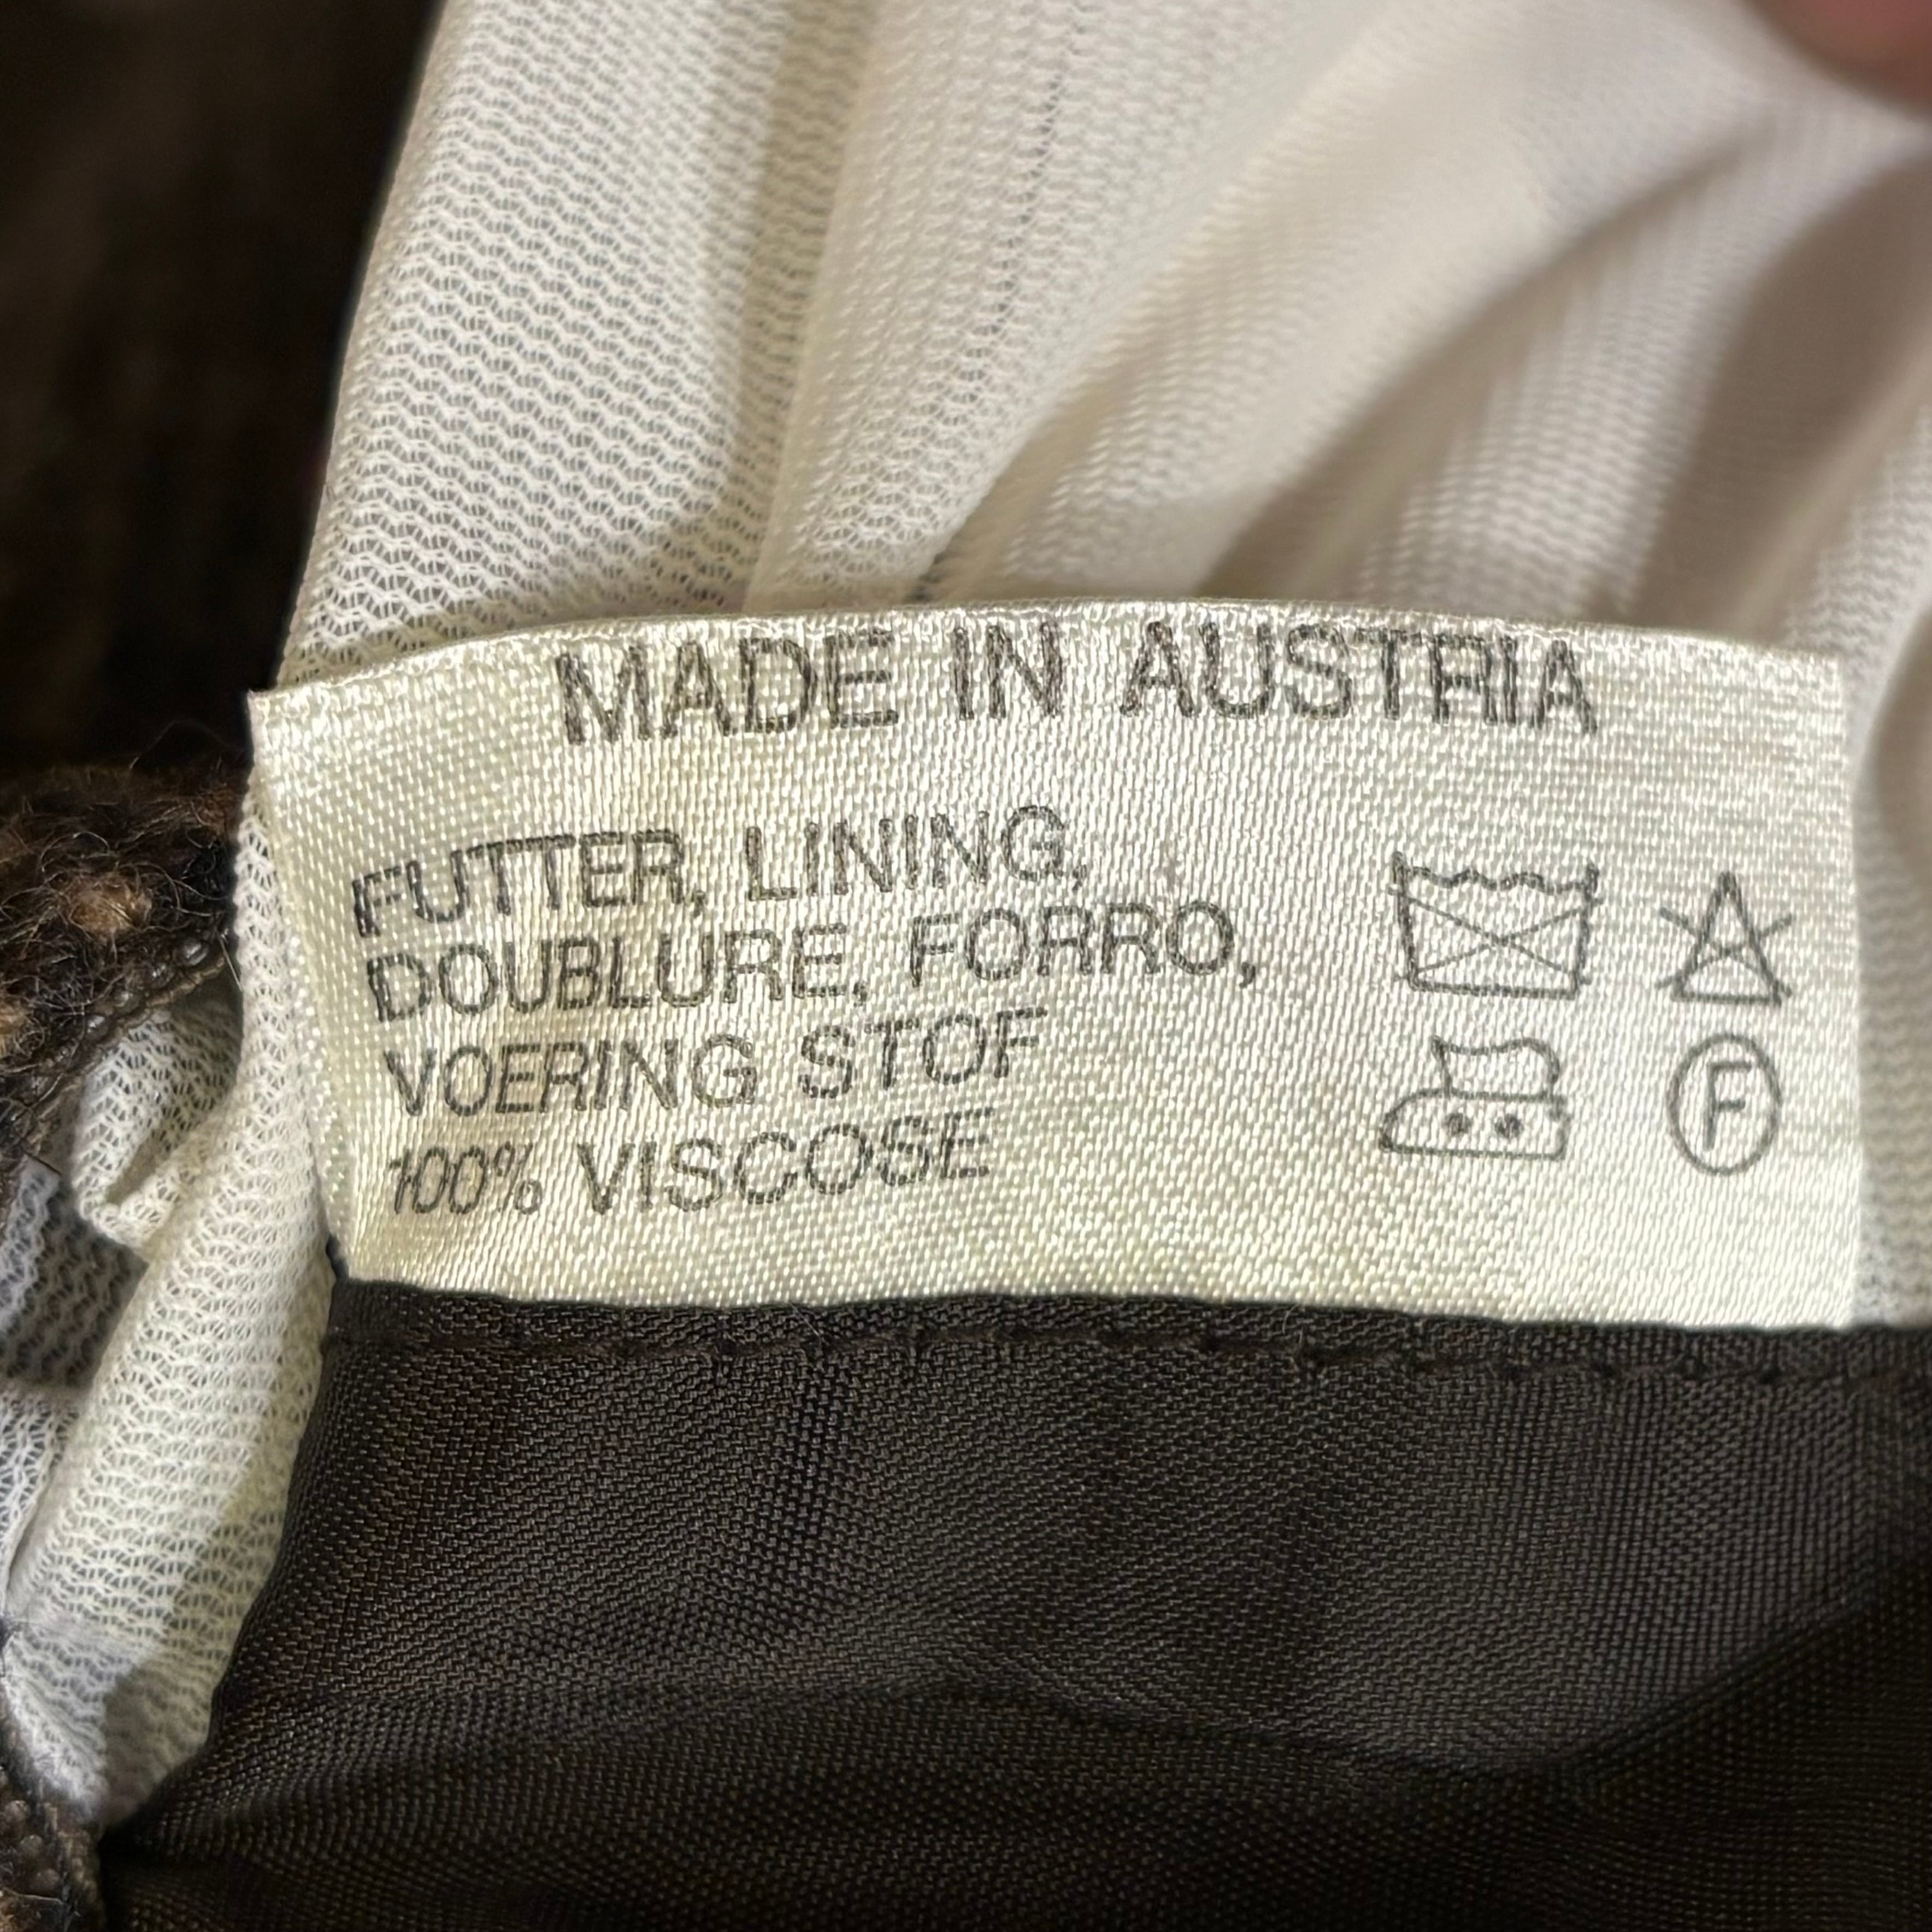 MADE IN AUSTRIA
FUTTER, LINING,
DOUBLURE, FORRO,
VOERING STOF
100% VISCOSE
F